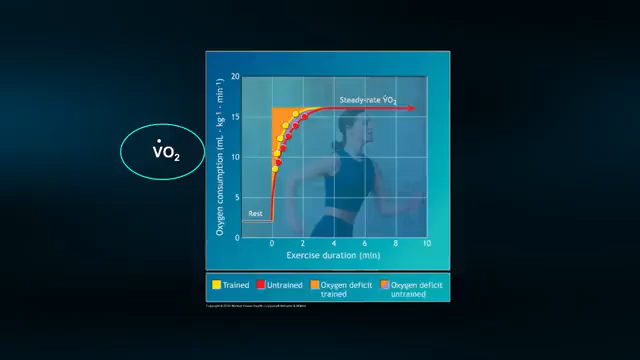 V̇O₂
Oxygen consumption (mL · kg⁻¹ · min⁻¹)
20
15
10
5
0
Steady-rate V̇O₂
Rest
0 2 4 6 8 10
Exercise duration (min)
Trained
Untrained
Oxygen deficit
trained
Oxygen deficit
untrained